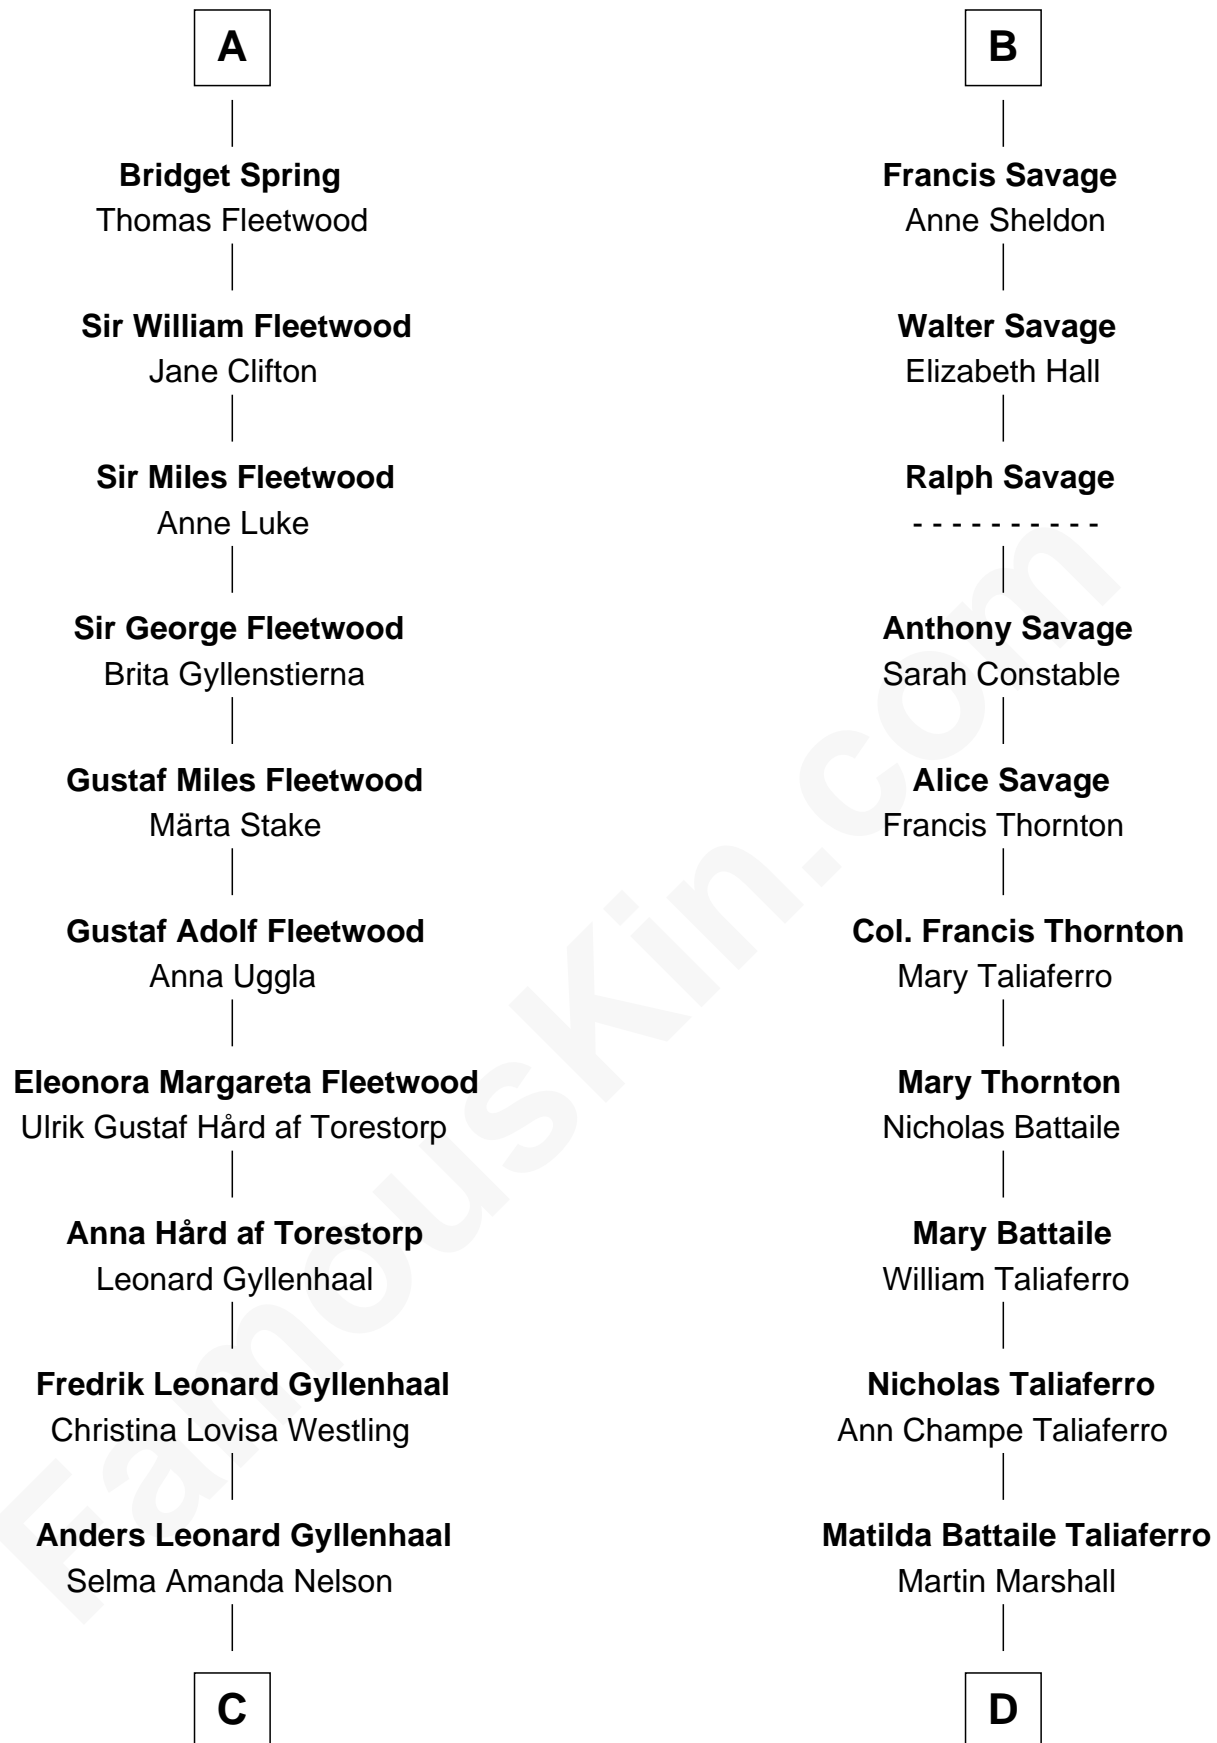 A
Bridget Spring
Thomas Fleetwood
Sir William Fleetwood
Jane Clifton
Sir Miles Fleetwood
Anne Luke
Sir George Fleetwood
Brita Gyllenstierna
Gustaf Miles Fleetwood
Märta Stake
Gustaf Adolf Fleetwood
Anna Uggla
Eleonora Margareta Fleetwood
Ulrik Gustaf Hård af Torestorp
Anna Hård af Torestorp
Leonard Gyllenhaal
Fredrik Leonard Gyllenhaal
Christina Lovisa Westling
Anders Leonard Gyllenhaal
Selma Amanda Nelson
C
B
Francis Savage
Anne Sheldon
Walter Savage
Elizabeth Hall
Ralph Savage
- - - - - - - - - -
Anthony Savage
Sarah Constable
Alice Savage
Francis Thornton
Col. Francis Thornton
Mary Taliaferro
Mary Thornton
Nicholas Battaile
Mary Battaile
William Taliaferro
Nicholas Taliaferro
Ann Champe Taliaferro
Matilda Battaile Taliaferro
Martin Marshall
D
FamousKin.com